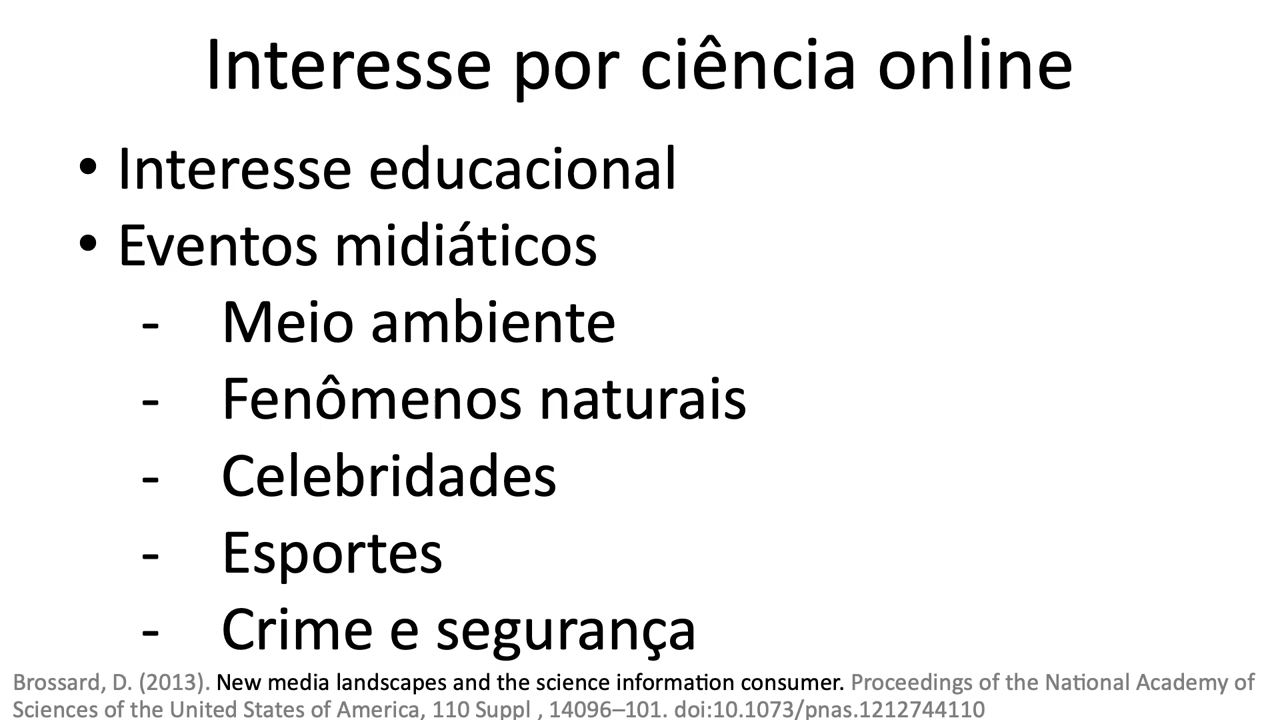 Interesse por ciência online
• Interesse educacional
• Eventos midiáticos
- Meio ambiente
- Fenômenos naturais
- Celebridades
- Esportes
- Crime e segurança
Brossard, D. (2013). New media landscapes and the science information consumer. Proceedings of the National Academy of
Sciences of the United States of America, 110 Suppl , 14096–101. doi:10.1073/pnas.1212744110